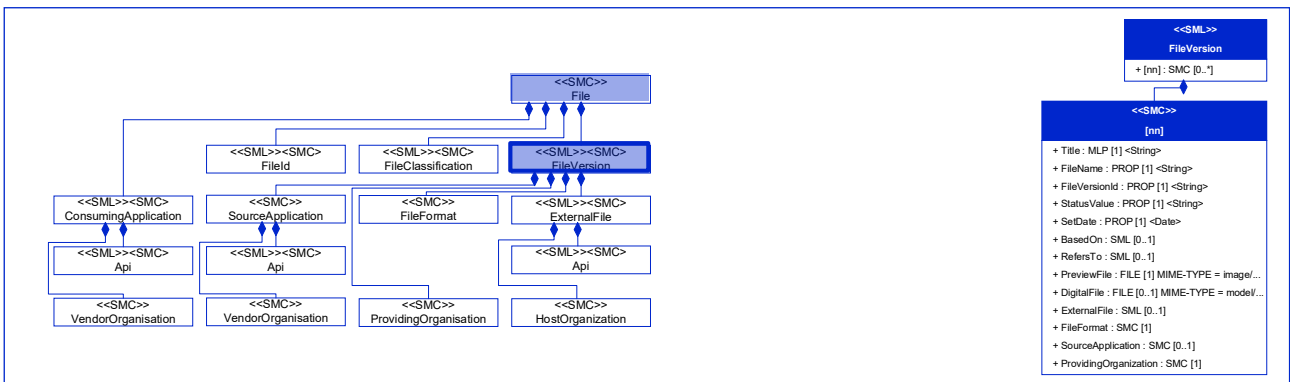 <<SMC>>
File
<<SML>><SMC>
FileId
<<SML>><SMC>
FileClassification
<<SML>><SMC>
FileVersion
<<SML>><SMC>
ConsumingApplication
<<SML>><SMC>
SourceApplication
<<SMC>>
FileFormat
<<SML>><SMC>
ExternalFile
<<SML>><SMC>
Api
<<SML>><SMC>
Api
<<SML>><SMC>
Api
<<SMC>>
VendorOrganisation
<<SMC>>
VendorOrganisation
<<SMC>>
ProvidingOrganisation
<<SMC>>
HostOrganization
<<SML>>
FileVersion
+ [nn] : SMC [0..*]
<<SMC>>
[nn]
+ Title : MLP [1] <String>
+ FileName : PROP [1] <String>
+ FileVersionId : PROP [1] <String>
+ StatusValue : PROP [1] <String>
+ SetDate : PROP [1] <Date>
+ BasedOn : SML [0..1]
+ RefersTo : SML [0..1]
+ PreviewFile : FILE [1] MIME-TYPE = image/...
+ DigitalFile : FILE [0..1] MIME-TYPE = model/...
+ ExternalFile : SML [0..1]
+ FileFormat : SMC [1]
+ SourceApplication : SMC [0..1]
+ ProvidingOrganization : SMC [1]